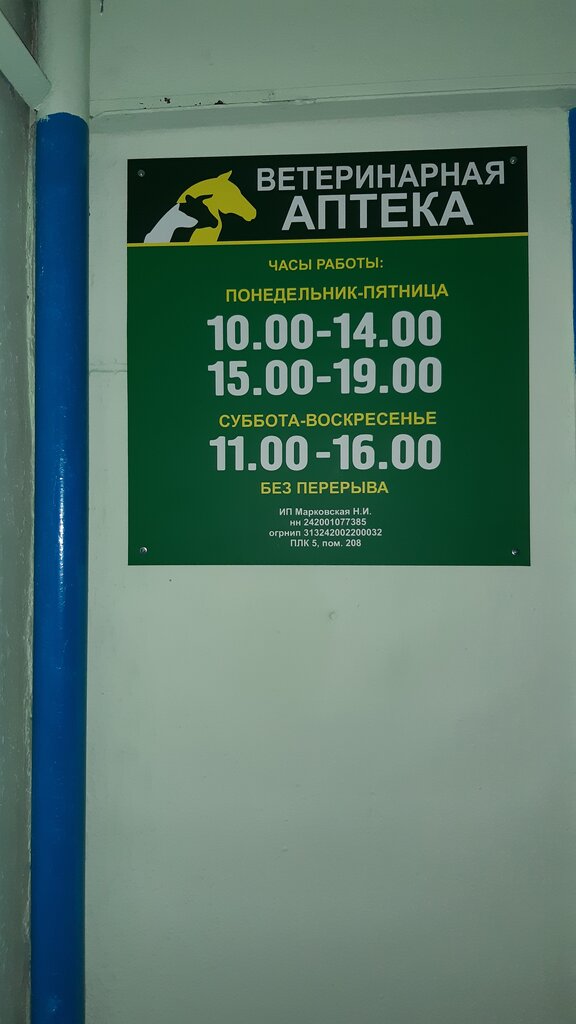 ВЕТЕРИНАРНАЯ
АПТЕКА
ЧАСЫ РАБОТЫ:
ПОНЕДЕЛЬНИК-ПЯТНИЦА
10.00-14.00
15.00-19.00
СУББОТА-ВОСКРЕСЕНЬЕ
11.00-16.00
БЕЗ ПЕРЕРЫВА
ИП Марковская Н.И.
нн 242001077385
огрнип 313242002200032
ПЛК 5, пом. 208